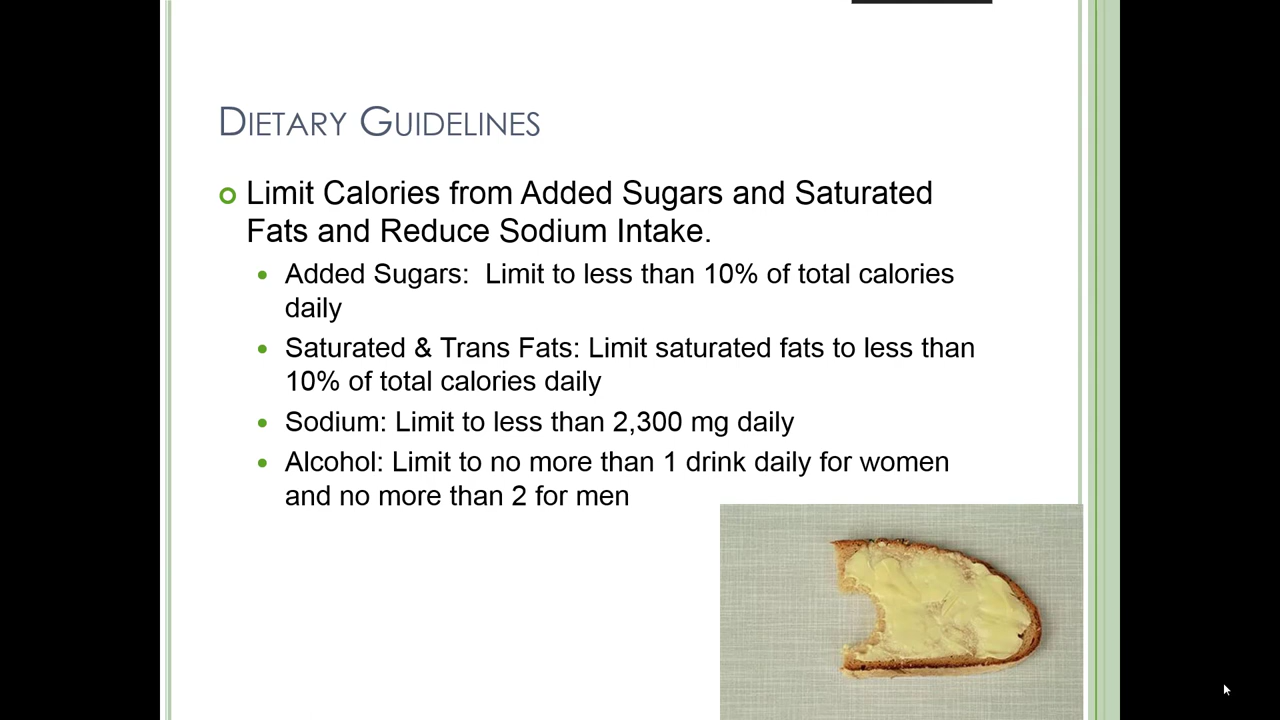 Dietary Guidelines
Limit Calories from Added Sugars and Saturated
Fats and Reduce Sodium Intake.
Added Sugars:  Limit to less than 10% of total calories
daily
Saturated & Trans Fats: Limit saturated fats to less than
10% of total calories daily
Sodium: Limit to less than 2,300 mg daily
Alcohol: Limit to no more than 1 drink daily for women
and no more than 2 for men